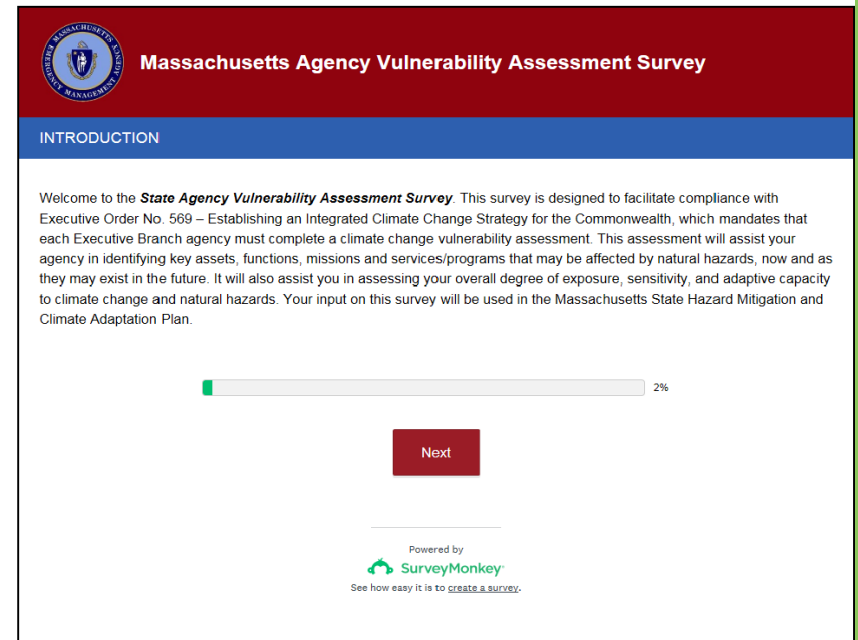 MASSACHUSETTS
EMERGENCY MANAGEMENT AGENCY
Massachusetts Agency Vulnerability Assessment Survey
INTRODUCTION
Welcome to the State Agency Vulnerability Assessment Survey. This survey is designed to facilitate compliance with
Executive Order No. 569 – Establishing an Integrated Climate Change Strategy for the Commonwealth, which mandates that
each Executive Branch agency must complete a climate change vulnerability assessment. This assessment will assist your
agency in identifying key assets, functions, missions and services/programs that may be affected by natural hazards, now and as
they may exist in the future. It will also assist you in assessing your overall degree of exposure, sensitivity, and adaptive capacity
to climate change and natural hazards. Your input on this survey will be used in the Massachusetts State Hazard Mitigation and
Climate Adaptation Plan.
2%
Next
Powered by
SurveyMonkey
See how easy it is to create a survey.